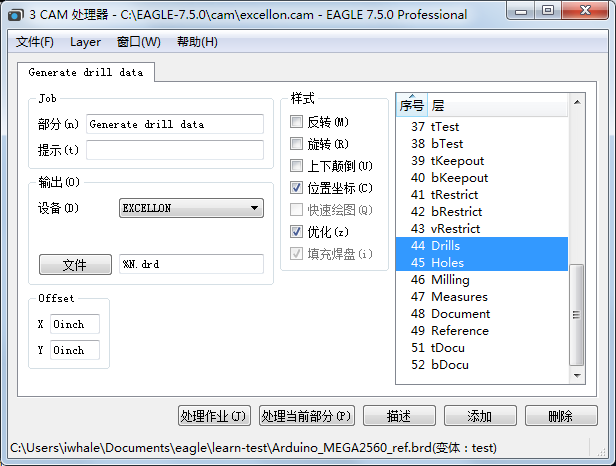 3 CAM 处理器 - C:\EAGLE-7.5.0\cam\excellon.cam - EAGLE 7.5.0 Professional
文件(F) Layer 窗口(W) 帮助(H)
Generate drill data
Job
部分(n) Generate drill data
提示(t)
输出(O)
设备(D) EXCELLON
文件 %N.drd
Offset
X 0inch
Y 0inch
样式
反转(M)
旋转(R)
上下颠倒(U)
位置坐标(C)
快速绘图(Q)
优化(z)
填充焊盘(i)
序号 层
37 tTest
38 bTest
39 tKeepout
40 bKeepout
41 tRestrict
42 bRestrict
43 vRestrict
44 Drills
45 Holes
46 Milling
47 Measures
48 Document
49 Reference
51 tDocu
52 bDocu
处理作业(J) 处理当前部分(P) 描述 添加 删除
C:\Users\iwhale\Documents\eagle\learn-test\Arduino_MEGA2560_ref.brd(变体 : test)